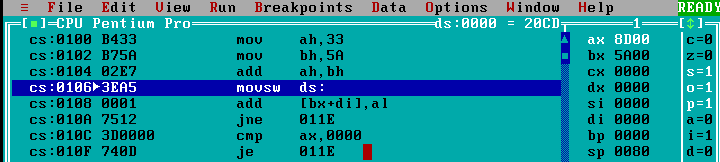 ≡ File Edit View Run Breakpoints Data Options Window Help READY
[■]=CPU Pentium Pro ds:0000 = 20CD 1 [↕]
cs:0100 B433 mov ah,33 ▲ ax 8D00 c=0
cs:0102 B75A mov bh,5A ■ bx 5A00 z=0
cs:0104 02E7 add ah,bh cx 0000 s=1
cs:0106►3EA5 movsw ds: dx 0000 o=1
cs:0108 0001 add [bx+di],al si 0000 p=1
cs:010A 7512 jne 011E di 0000 a=0
cs:010C 3D0000 cmp ax,0000 bp 0000 i=1
cs:010F 740D je 011E sp 0080 d=0